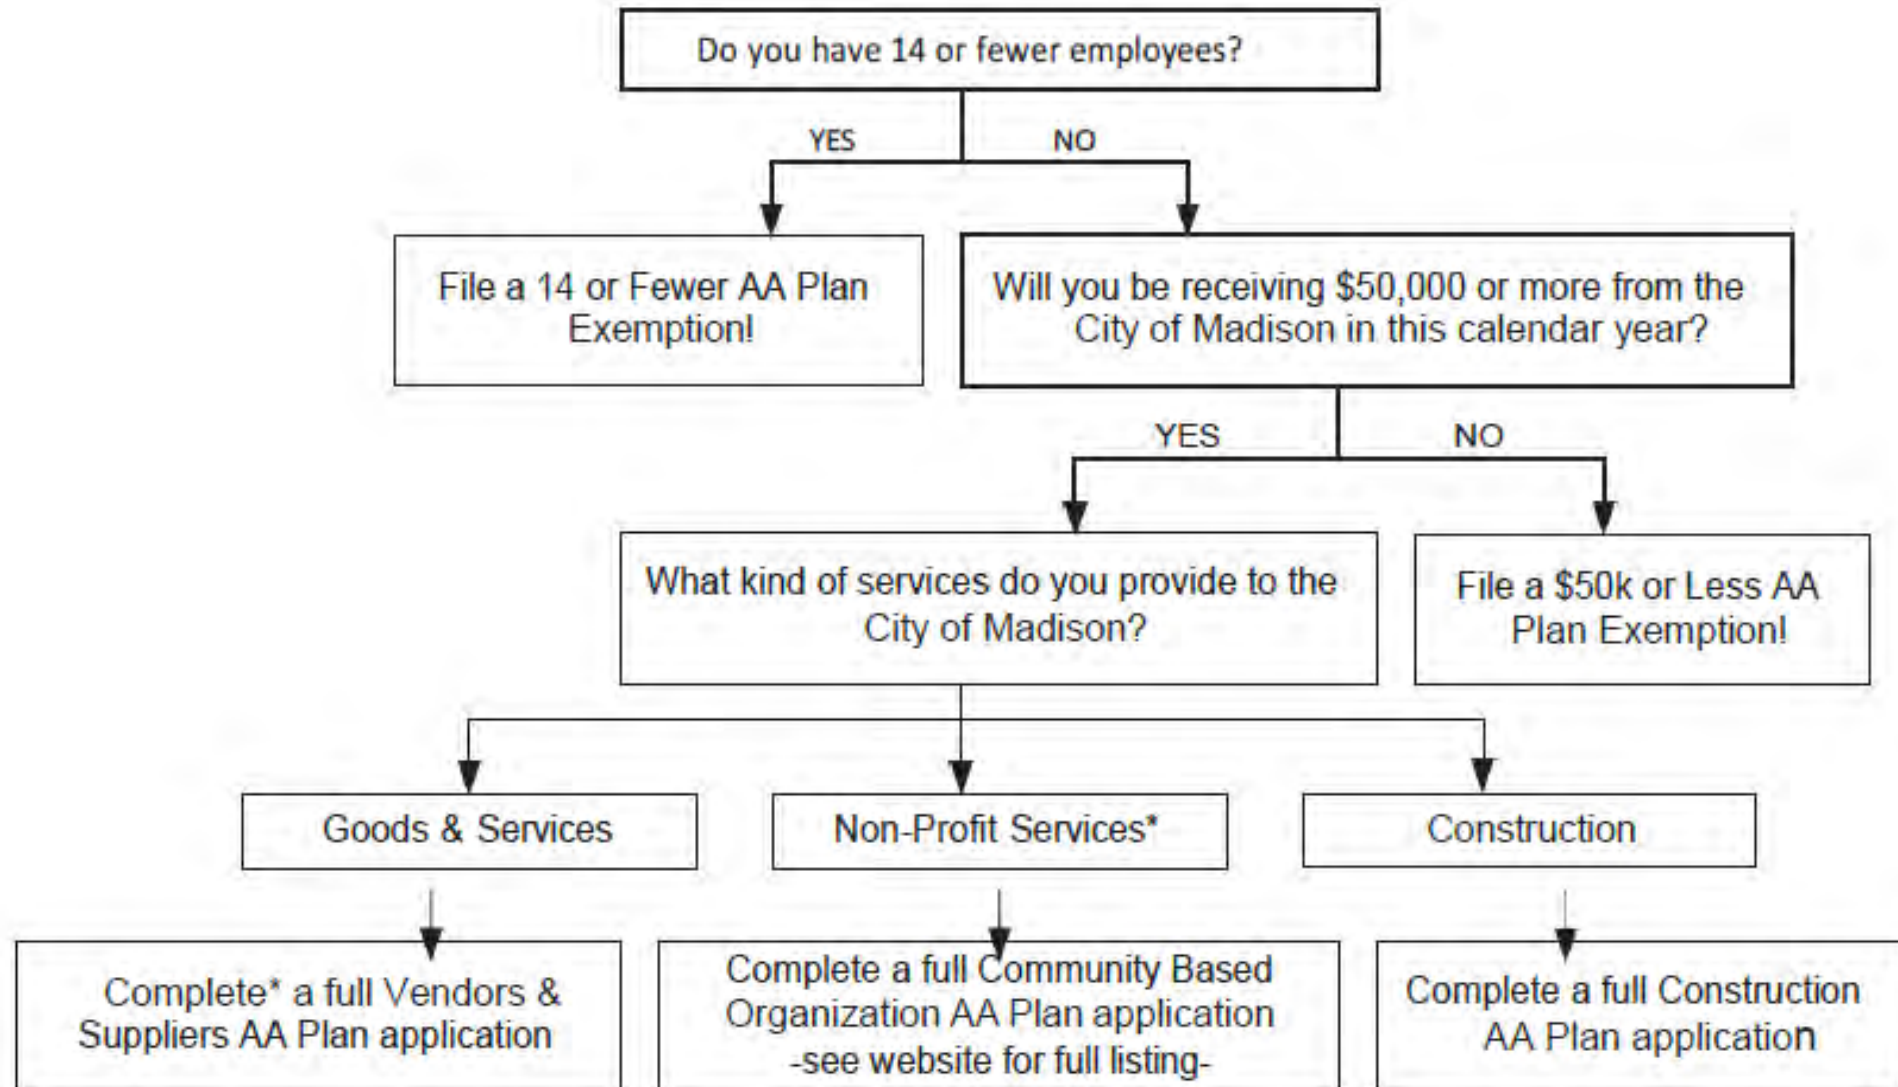 Do you have 14 or fewer employees?
YES
NO
File a 14 or Fewer AA Plan
Exemption!
Will you be receiving $50,000 or more from the
City of Madison in this calendar year?
YES
NO
What kind of services do you provide to the
City of Madison?
File a $50k or Less AA
Plan Exemption!
Goods & Services
Non-Profit Services*
Construction
Complete* a full Vendors &
Suppliers AA Plan application
Complete a full Community Based
Organization AA Plan application
-see website for full listing-
Complete a full Construction
AA Plan application